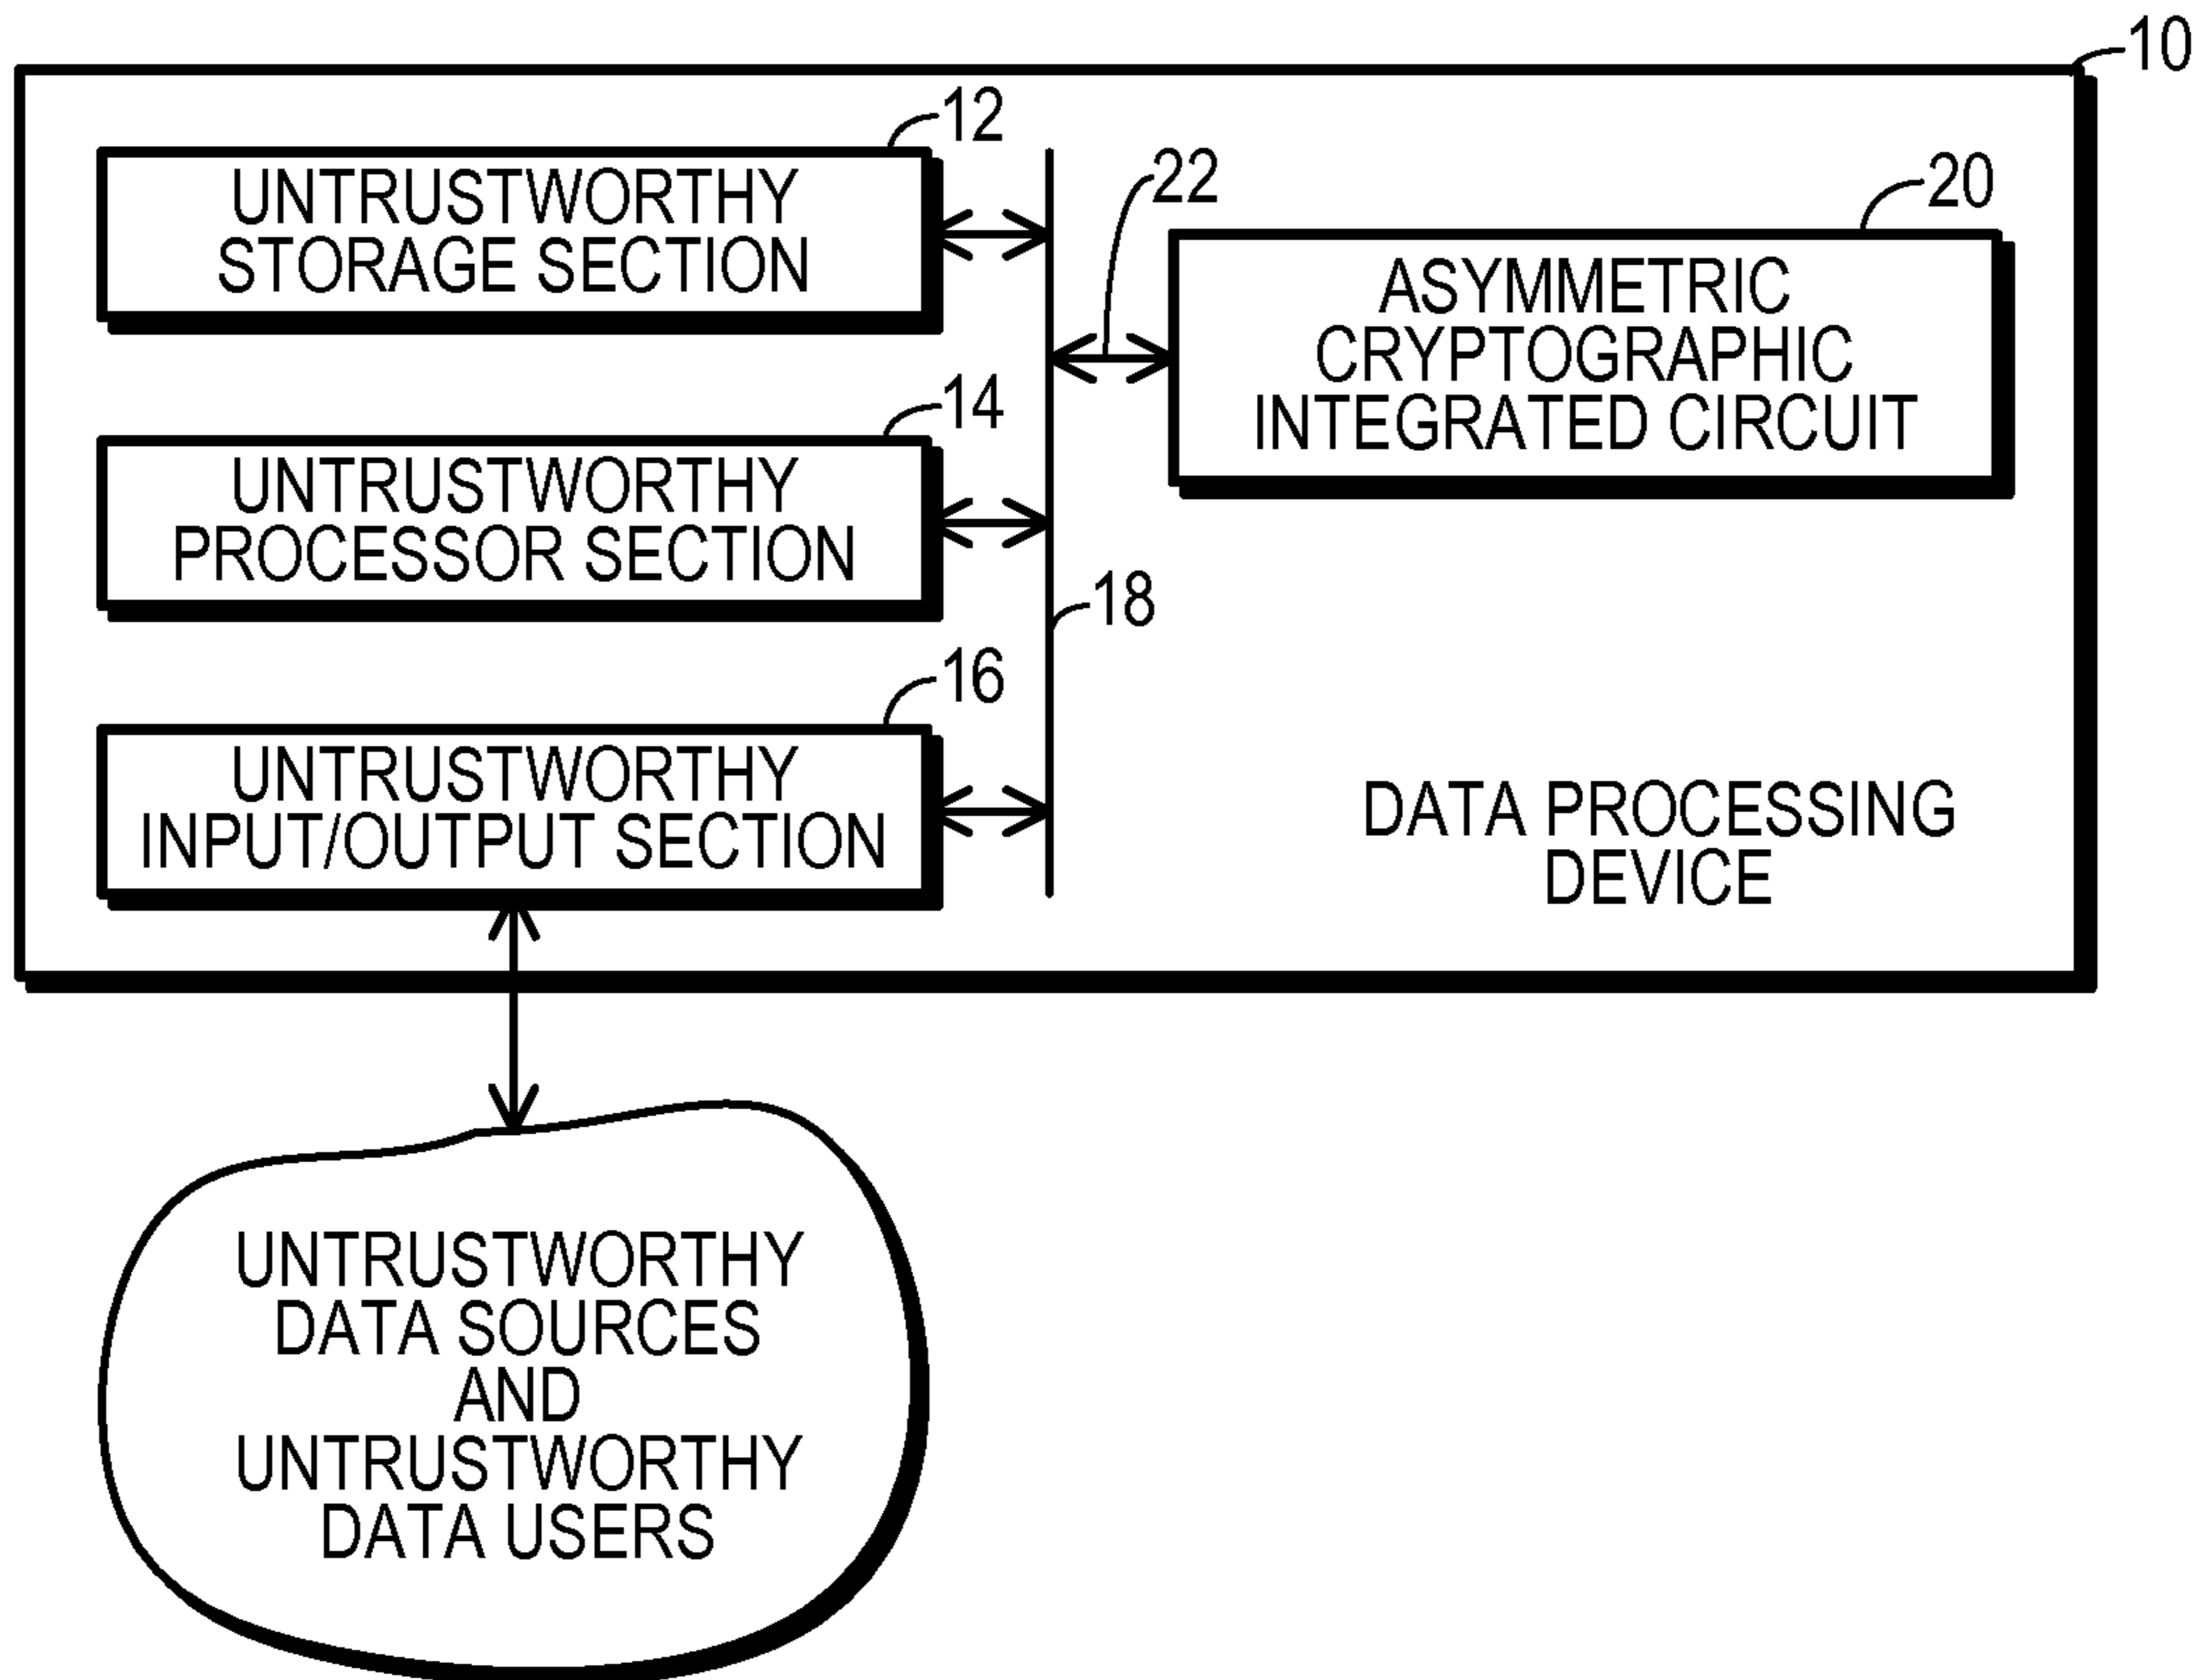 10
12
UNTRUSTWORTHY
STORAGE SECTION
22
20
ASYMMETRIC
CRYPTOGRAPHIC
INTEGRATED CIRCUIT
14
UNTRUSTWORTHY
PROCESSOR SECTION
18
16
UNTRUSTWORTHY
INPUT/OUTPUT SECTION
DATA PROCESSING
DEVICE
UNTRUSTWORTHY
DATA SOURCES
AND
UNTRUSTWORTHY
DATA USERS